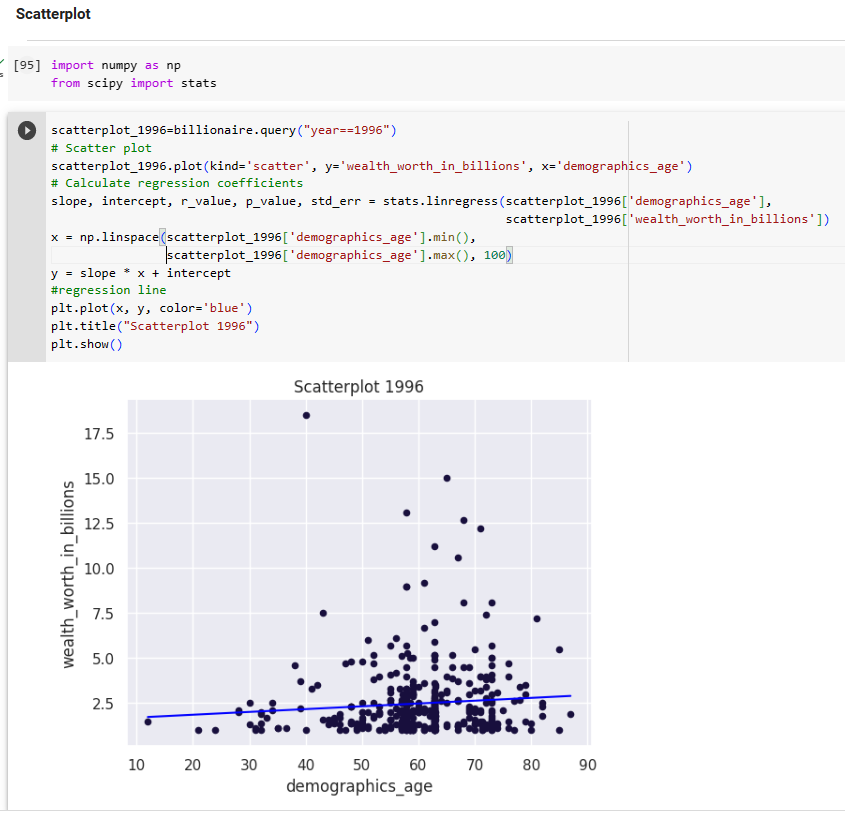 Scatterplot
[95] import numpy as np
from scipy import stats
scatterplot_1996=billionaire.query("year==1996")
# Scatter plot
scatterplot_1996.plot(kind='scatter', y='wealth_worth_in_billions', x='demographics_age')
# Calculate regression coefficients
slope, intercept, r_value, p_value, std_err = stats.linregress(scatterplot_1996['demographics_age'],
scatterplot_1996['wealth_worth_in_billions'])
x = np.linspace(scatterplot_1996['demographics_age'].min(),
scatterplot_1996['demographics_age'].max(), 100)
y = slope * x + intercept
#regression line
plt.plot(x, y, color='blue')
plt.title("Scatterplot 1996")
plt.show()
Scatterplot 1996
17.5
15.0
12.5
10.0
7.5
5.0
2.5
wealth_worth_in_billions
10 20 30 40 50 60 70 80 90
demographics_age